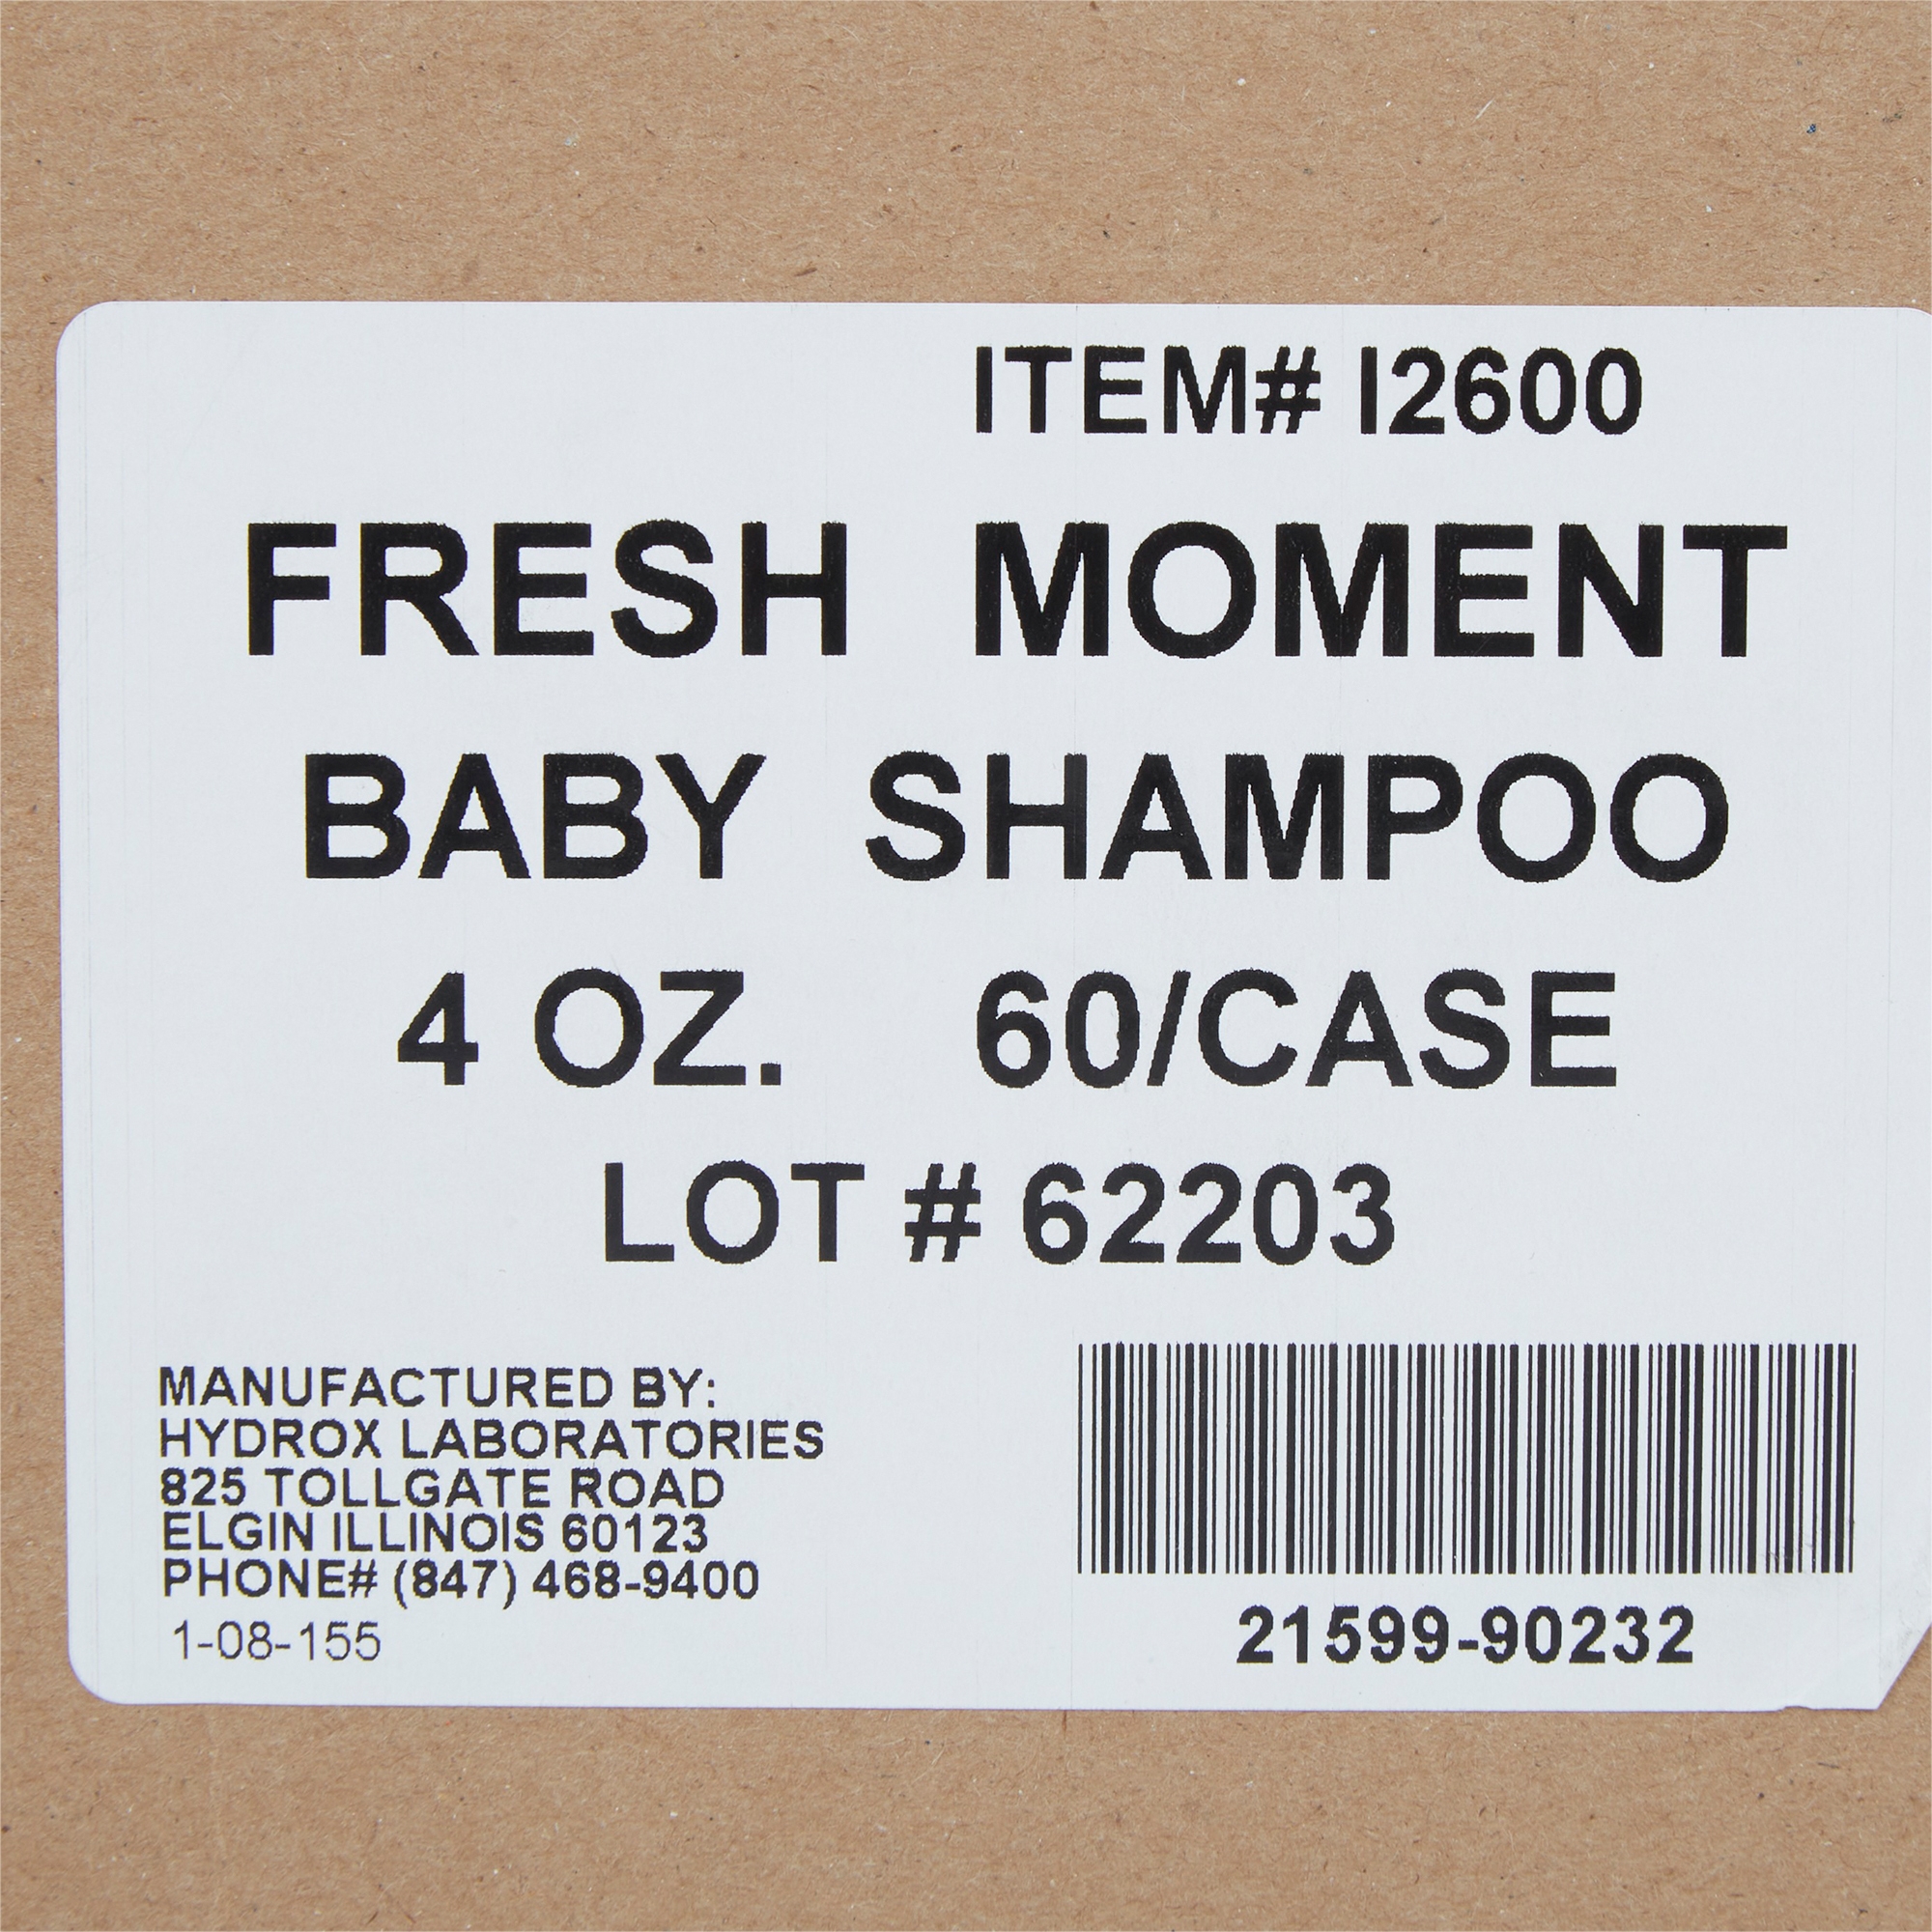 ITEM# I2600
FRESH MOMENT
BABY SHAMPOO
4 OZ. 60/CASE
LOT # 62203
MANUFACTURED BY:
HYDROX LABORATORIES
825 TOLLGATE ROAD
ELGIN ILLINOIS 60123
PHONE# (847) 468-9400
1-08-155
21599-90232